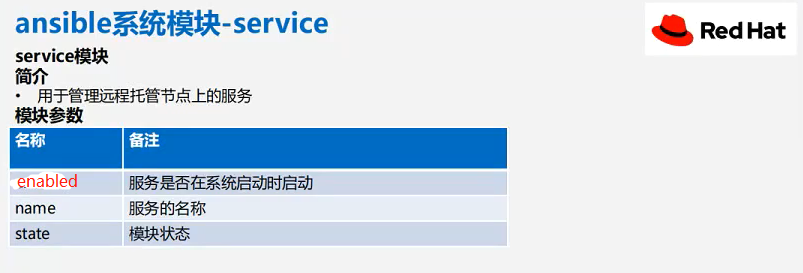 ansible系统模块-service
Red Hat
service模块
简介
• 用于管理远程托管节点上的服务
模块参数
名称 备注
enabled 服务是否在系统启动时启动
name 服务的名称
state 模块状态